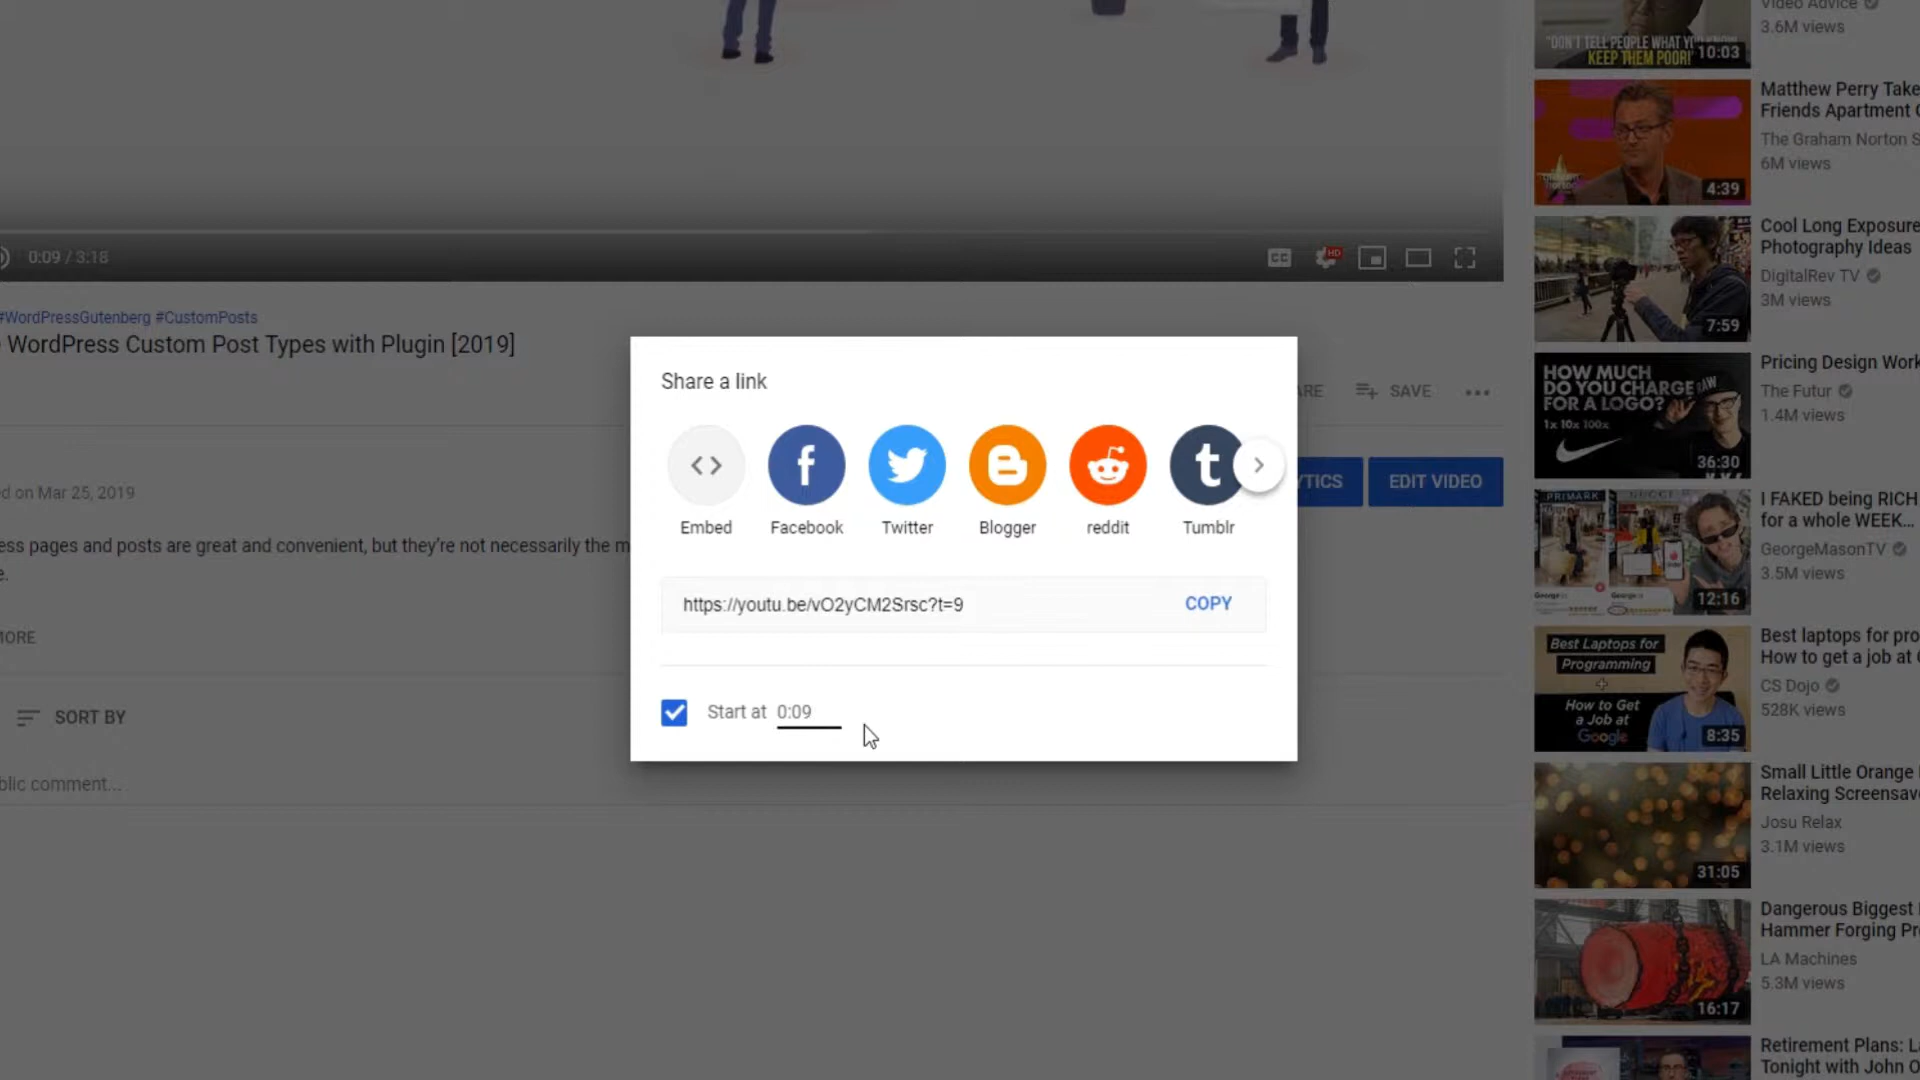 0:09 / 3:18
CC
HD
#WordPressGutenberg #CustomPosts
WordPress Custom Post Types with Plugin [2019]
SAVE
EDIT VIDEO
d on Mar 25, 2019
ess pages and posts are great and convenient, but they're not necessarily the m
e.
MORE
SORT BY
blic comment...
Share a link
Embed
Facebook
Twitter
Blogger
reddit
Tumblr
https://youtu.be/vO2yCM2Srsc?t=9
COPY
Start at 0:09
"DON'T TELL PEOPLE WHAT YOU KNOW
KEEP THEM POOR!"
10:03
Video Advice
3.6M views
4:39
Matthew Perry Take
Friends Apartment
The Graham Norton S
6M views
7:59
Cool Long Exposure
Photography Ideas
DigitalRev TV
3M views
HOW MUCH
DO YOU CHARGE
FOR A LOGO?
RAW
1x 10x 100x
36:30
Pricing Design Work
The Futur
1.4M views
PRIMARK
12:16
I FAKED being RICH
for a whole WEEK...
GeorgeMasonTV
3.5M views
Best Laptops for
Programming
+
How to Get
a Job at
Google
8:35
Best laptops for pro
How to get a job at
CS Dojo
528K views
31:05
Small Little Orange
Relaxing Screensav
Josu Relax
3.1M views
16:17
Dangerous Biggest
Hammer Forging Pr
LA Machines
5.3M views
Retirement Plans: L
Tonight with John O